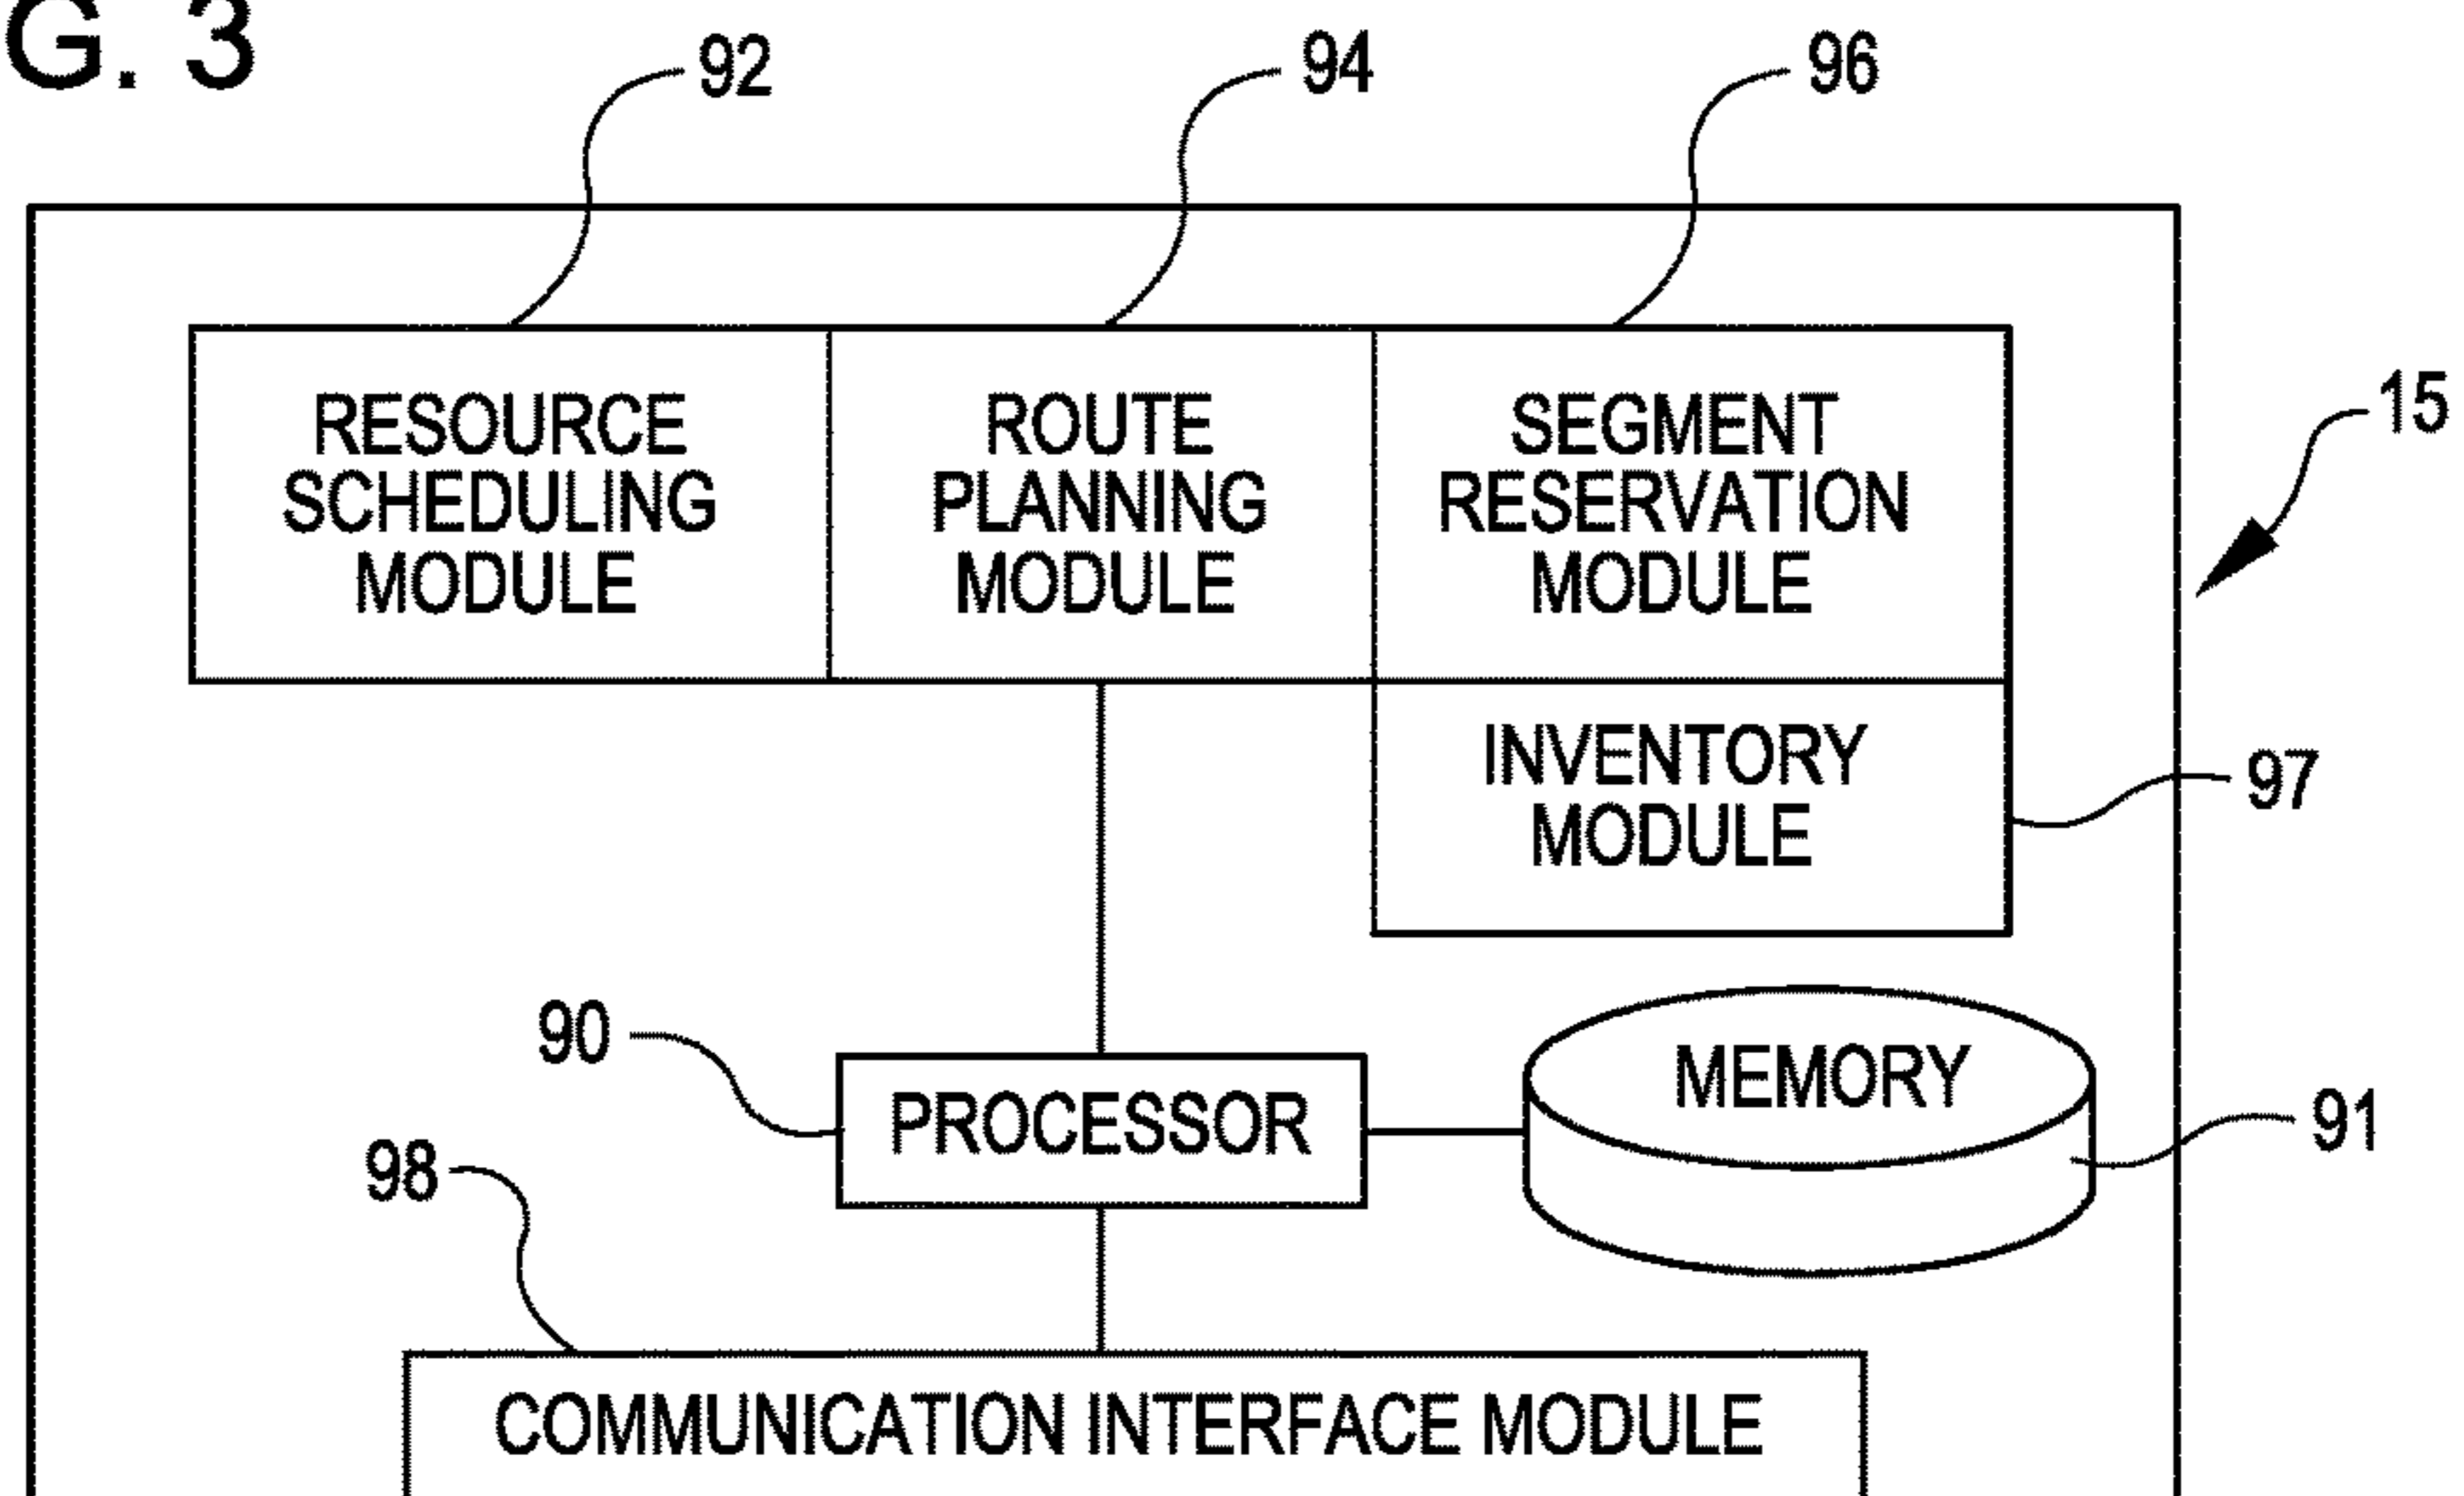 G. 3
92
94
96
RESOURCE
SCHEDULING
MODULE
ROUTE
PLANNING
MODULE
SEGMENT
RESERVATION
MODULE
15
INVENTORY
MODULE
97
90
PROCESSOR
MEMORY
91
98
COMMUNICATION INTERFACE MODULE